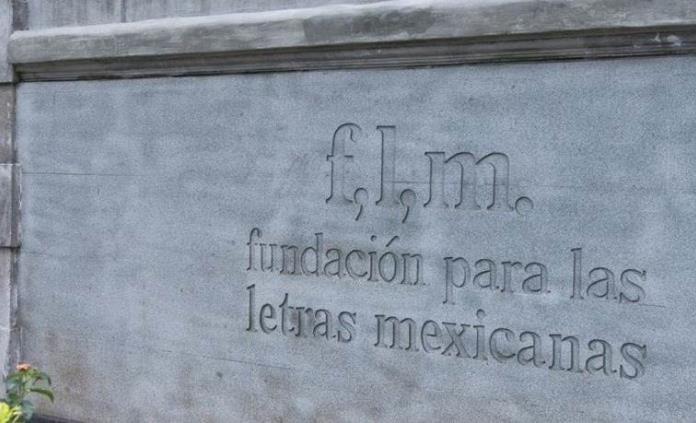 f,l,m.
fundación para las
letras mexicanas